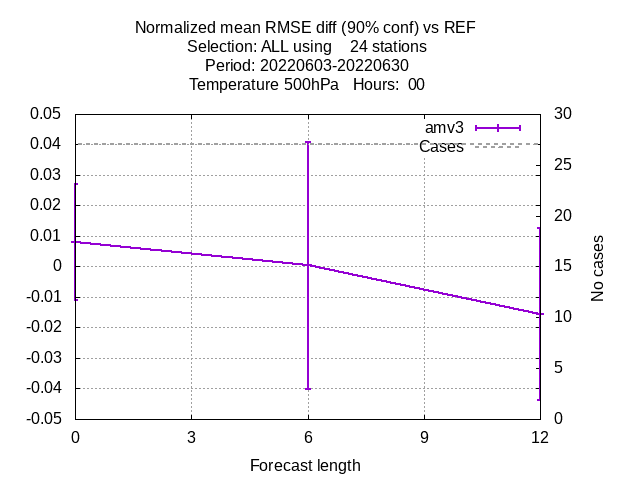 Normalized mean RMSE diff (90% conf) vs REF
Selection: ALL using    24 stations
Period: 20220603-20220630
Temperature 500hPa   Hours:  00
0.05
0.04
0.03
0.02
0.01
0
-0.01
-0.02
-0.03
-0.04
-0.05
amv3
Cases
30
25
20
15
10
5
0
No cases
0 3 6 9 12
Forecast length